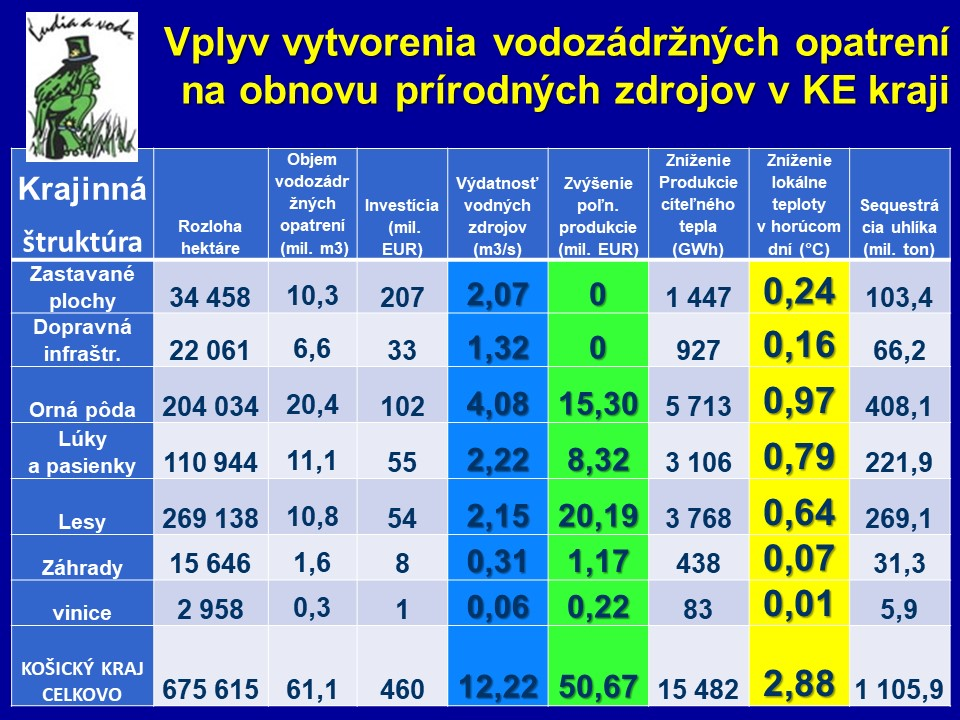 Ľudia a voda
Vplyv vytvorenia vodozádržných opatrení
na obnovu prírodných zdrojov v KE kraji
Krajinná
štruktúra
Rozloha
hektáre
Objem
vodozádr
žných
opatrení
(mil. m3)
Investícia
(mil.
EUR)
Výdatnosť
vodných
zdrojov
(m3/s)
Zvýšenie
poľn.
produkcie
(mil. EUR)
Zníženie
Produkcie
citeľného
tepla
(GWh)
Zníženie
lokálne
teploty
v horúcom
dní (°C)
Sequestrá
cia uhlíka
(mil. ton)
Zastavané
plochy
34 458 10,3 207 2,07 0 1 447 0,24 103,4
Dopravná
infraštr.
22 061 6,6 33 1,32 0 927 0,16 66,2
Orná pôda 204 034 20,4 102 4,08 15,30 5 713 0,97 408,1
Lúky
a pasienky
110 944 11,1 55 2,22 8,32 3 106 0,79 221,9
Lesy 269 138 10,8 54 2,15 20,19 3 768 0,64 269,1
Záhrady 15 646 1,6 8 0,31 1,17 438 0,07 31,3
vinice 2 958 0,3 1 0,06 0,22 83 0,01 5,9
KOŠICKÝ KRAJ
CELKOVO
675 615 61,1 460 12,22 50,67 15 482 2,88 1 105,9